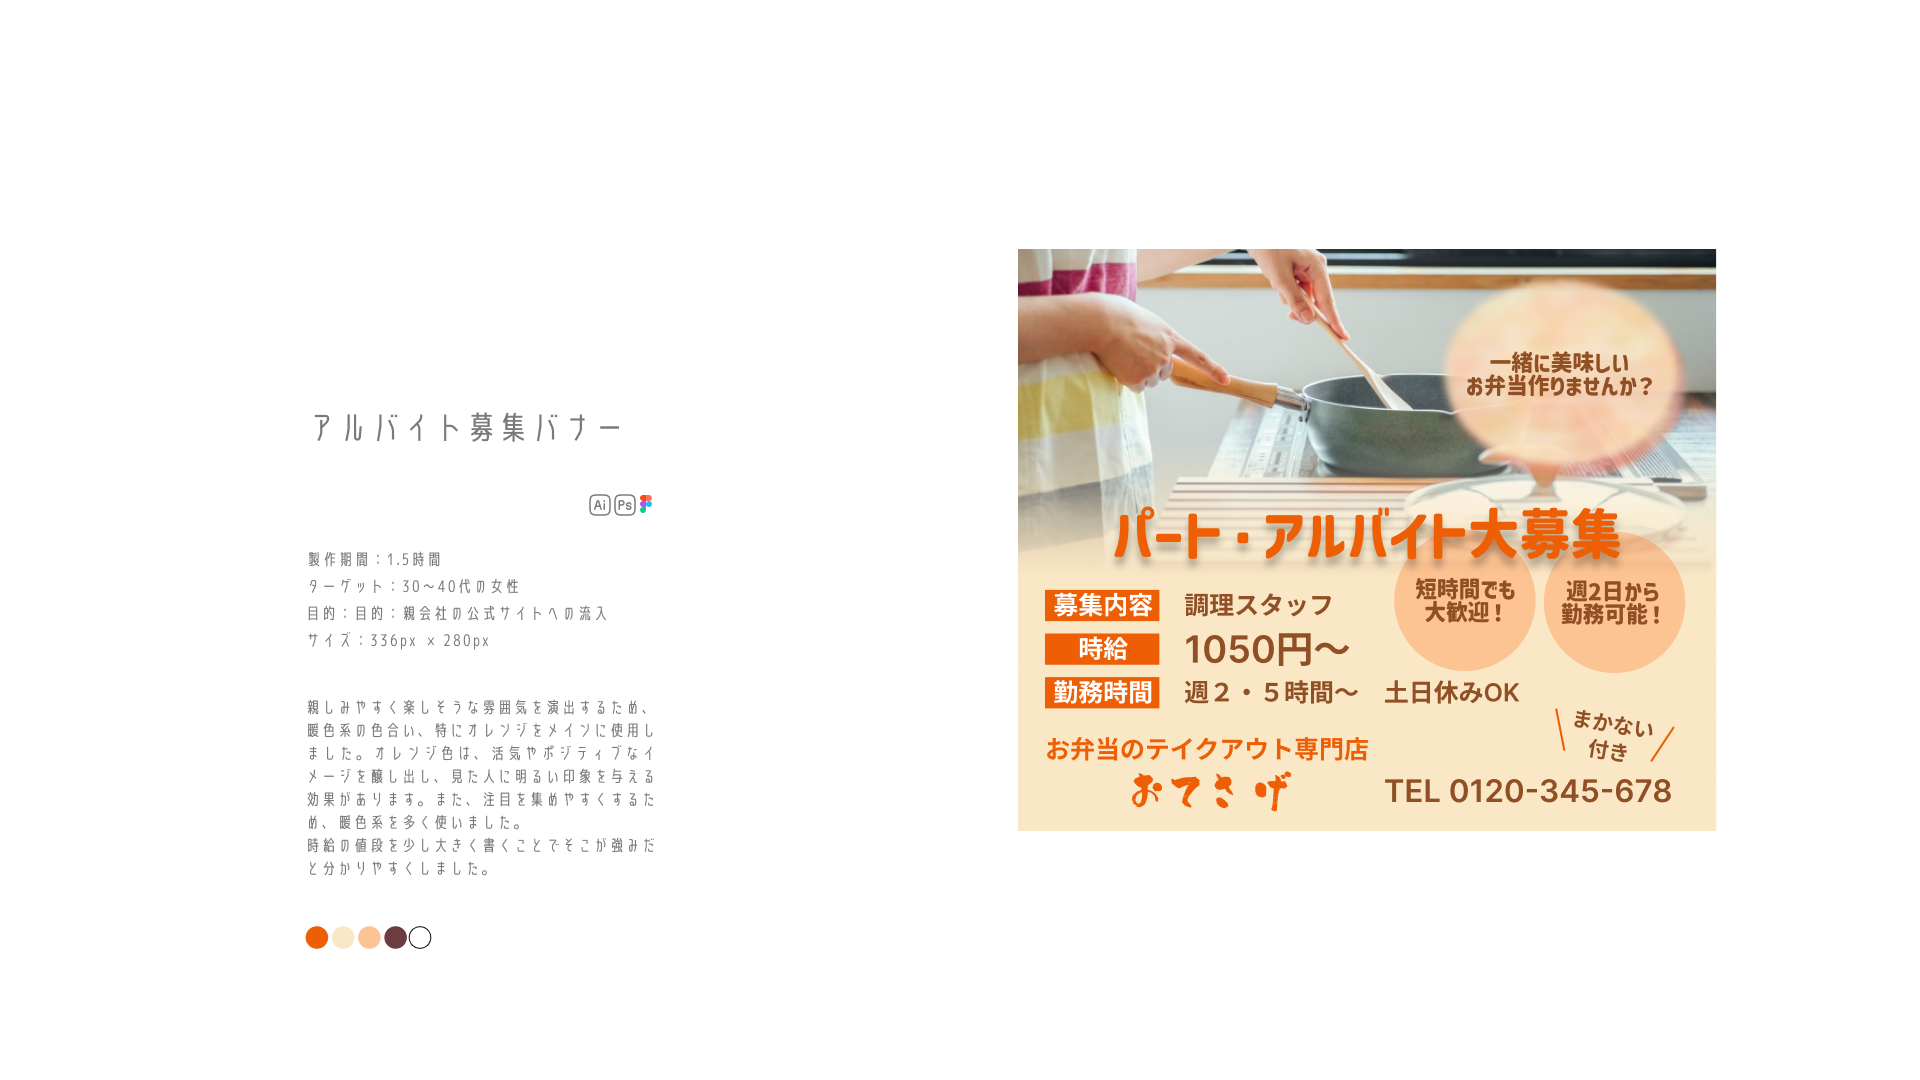 アルバイト募集バナー
Ai Ps
製作期間：1.5時間
ターゲット：30〜40代の女性
目的：目的：親会社の公式サイトへの流入
サイズ：336px × 280px
親しみやすく楽しそうな雰囲気を演出するため、
暖色系の色合い、特にオレンジをメインに使用し
ました。オレンジ色は、活気やポジティブなイ
メージを醸し出し、見た人に明るい印象を与える
効果があります。また、注目を集めやすくするた
め、暖色系を多く使いました。
時給の値段を少し大きく書くことでそこが強みだ
と分かりやすくしました。
一緒に美味しい
お弁当作りませんか？
パート・アルバイト大募集
短時間でも
大歓迎！
週2日から
勤務可能！
募集内容 調理スタッフ
時給 1050円〜
勤務時間 週２・５時間〜 土日休みOK
まかない
付き
お弁当のテイクアウト専門店
おてさげ
TEL 0120-345-678